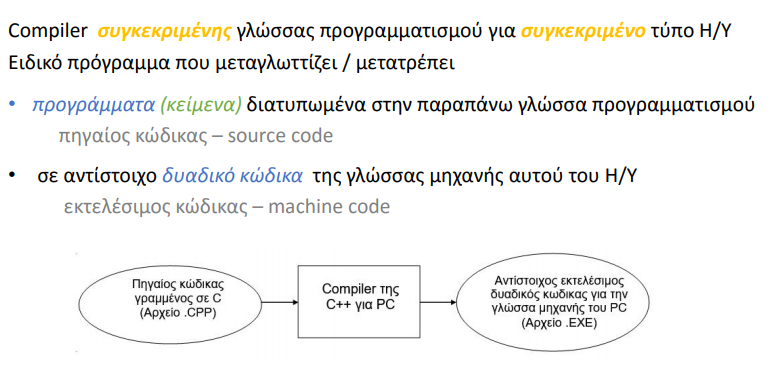 Compiler συγκεκριμένης γλώσσας προγραμματισμού για συγκεκριμένο τύπο Η/Υ
Ειδικό πρόγραμμα που μεταγλωττίζει / μετατρέπει
• προγράμματα (κείμενα) διατυπωμένα στην παραπάνω γλώσσα προγραμματισμού
πηγαίος κώδικας – source code
• σε αντίστοιχο δυαδικό κώδικα της γλώσσας μηχανής αυτού του Η/Υ
εκτελέσιμος κώδικας – machine code
Πηγαίος κώδικας
γραμμένος σε C
(Αρχείο .CPP)
Compiler της
C++ για PC
Αντίστοιχος εκτελέσιμος
δυαδικός κωδικας για την
γλώσσα μηχανής του PC
(Αρχείο .EXE)